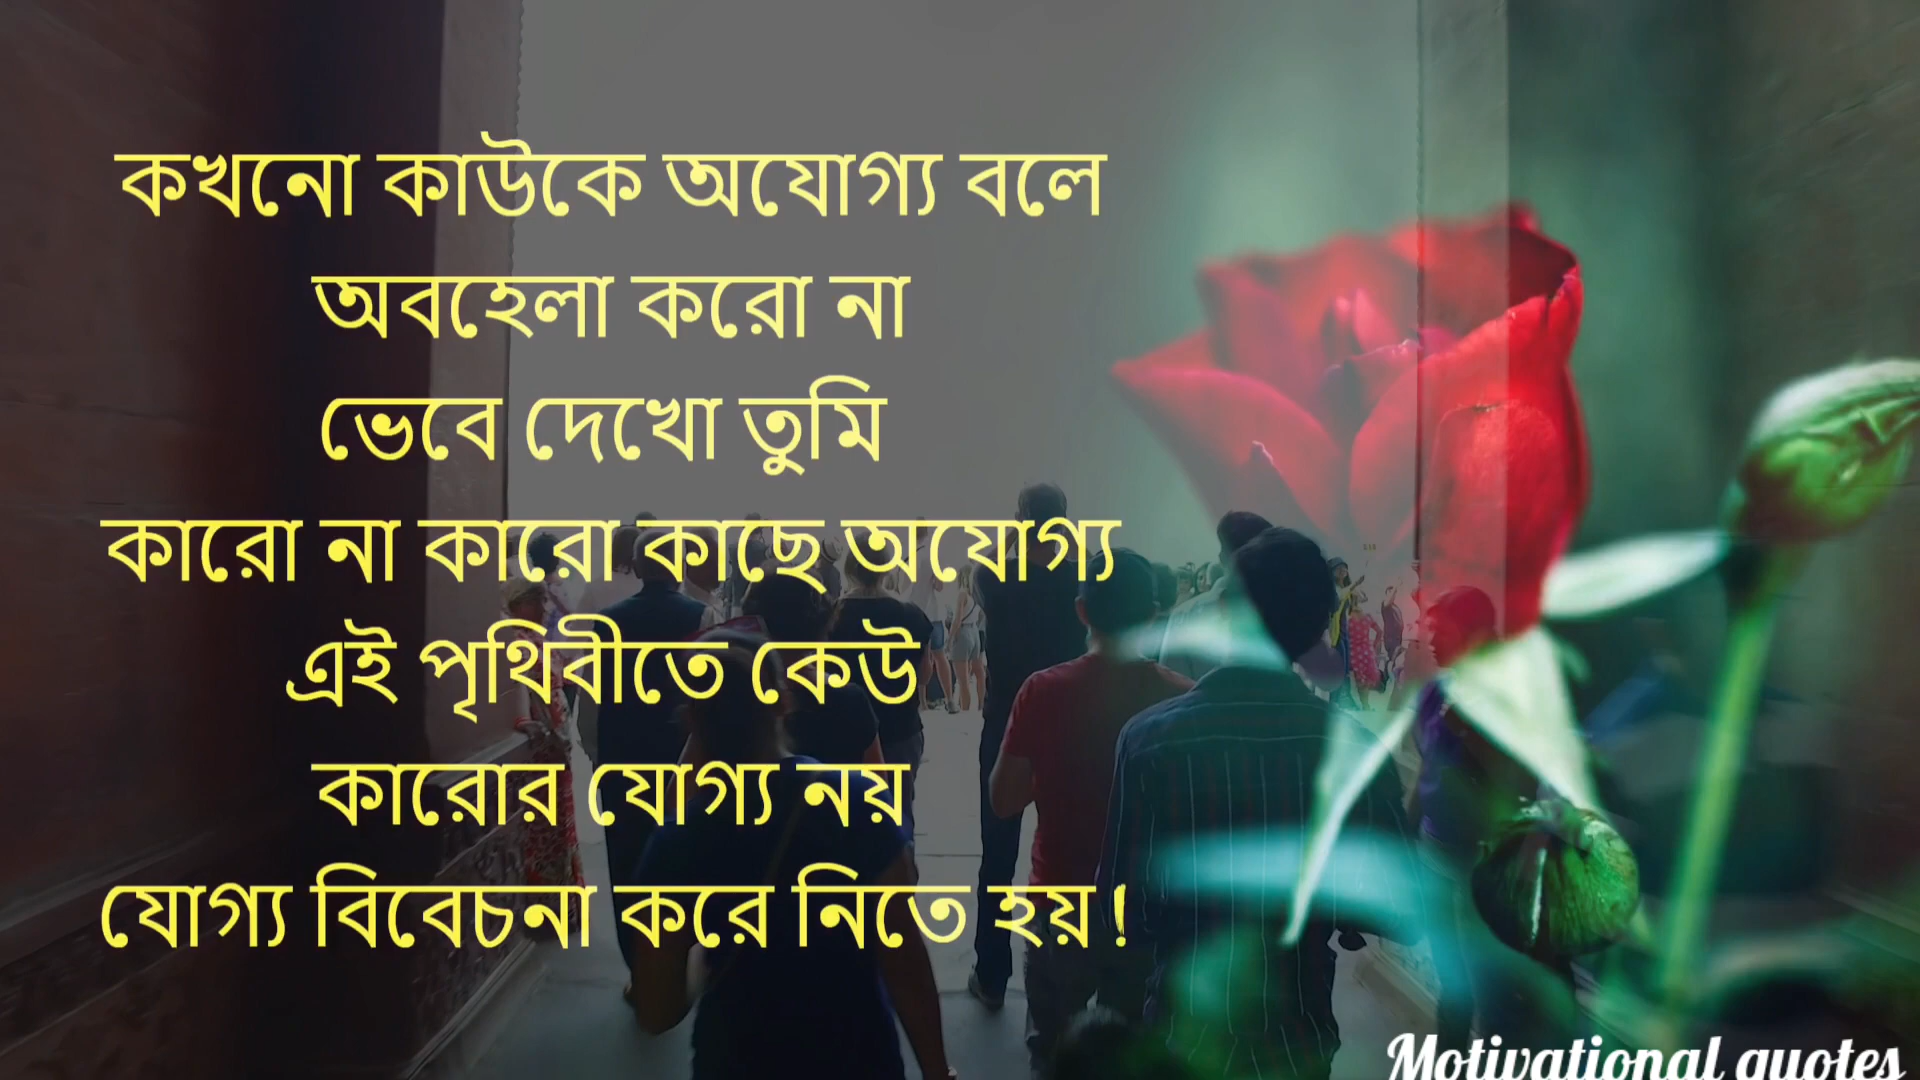 কখনো কাউকে অযোগ্য বলে
অবহেলা করো না
ভেবে দেখো তুমি
কারো না কারো কাছে অযোগ্য
এই পৃথিবীতে কেউ
কারোর যোগ্য নয়
যোগ্য বিবেচনা করে নিতে হয় !
Motivational quotes